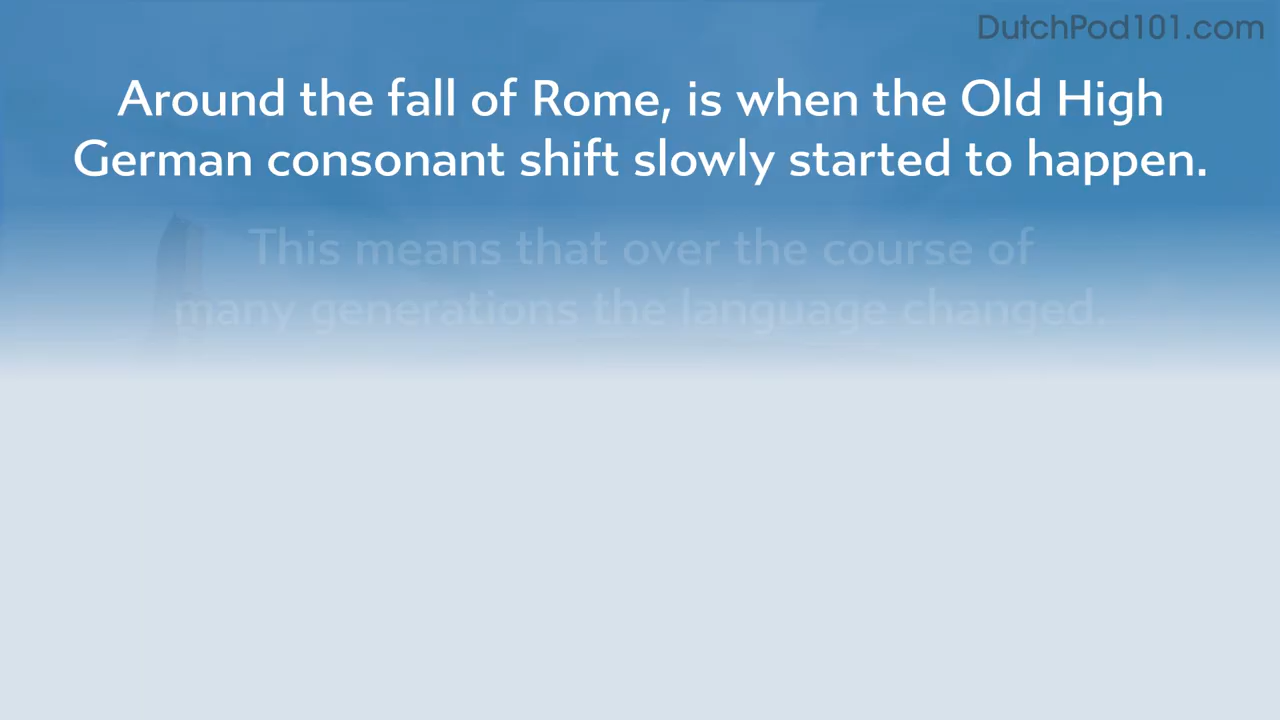 DutchPod101.com
Around the fall of Rome, is when the Old High
German consonant shift slowly started to happen.
This means that over the course of
many generations the language changed.